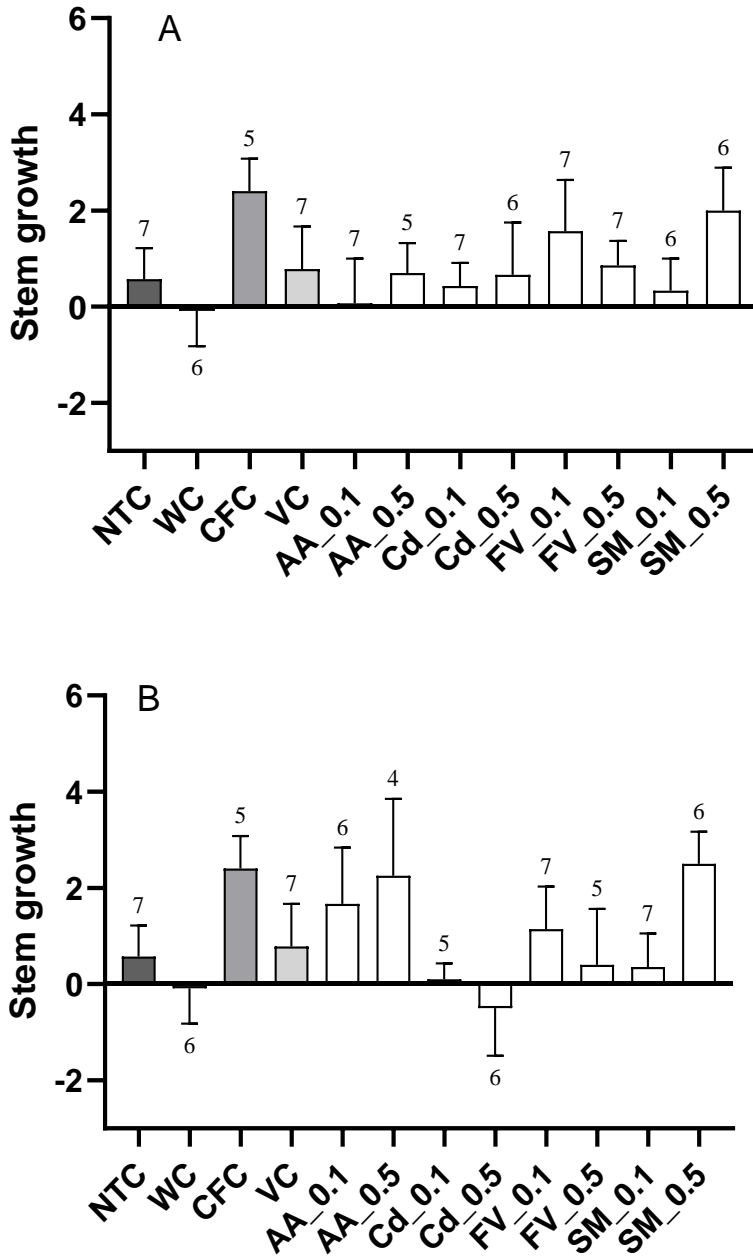 A
6
4
2
0
-2
Stem growth
7
6
5
7
7
5
7
6
7
7
6
6
NTC
WC
CFC
VC
AA_0.1
AA_0.5
Cd_0.1
Cd_0.5
FV_0.1
FV_0.5
SM_0.1
SM_0.5
B
6
4
2
0
-2
Stem growth
7
6
5
7
6
4
5
6
7
5
7
6
NTC
WC
CFC
VC
AA_0.1
AA_0.5
Cd_0.1
Cd_0.5
FV_0.1
FV_0.5
SM_0.1
SM_0.5